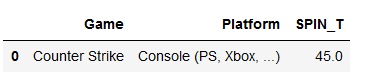 Game Platform SPIN_T
0 Counter Strike Console (PS, Xbox, ...) 45.0